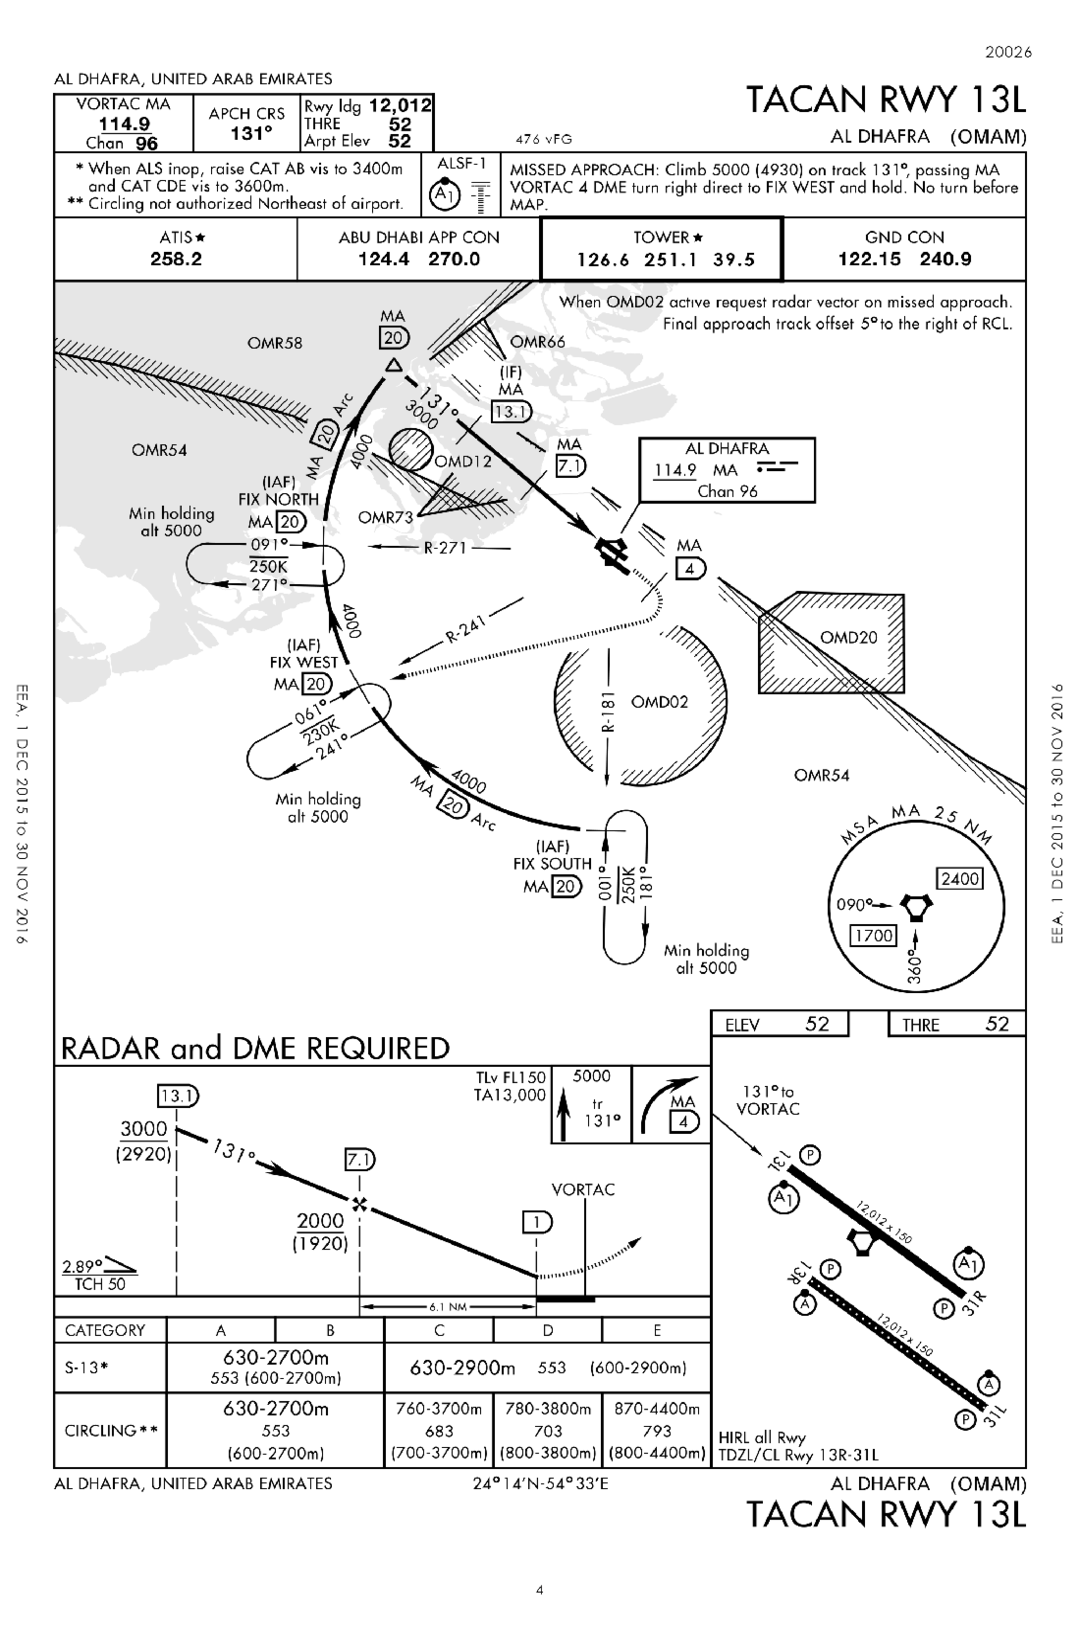 20026
AL DHAFRA, UNITED ARAB EMIRATES
TACAN RWY 13L
AL DHAFRA (OMAM)
VORTAC MA
114.9
Chan 96
APCH CRS
131°
Rwy ldg 12,012
THRE 52
Arpt Elev 52
476 vFG
* When ALS inop, raise CAT AB vis to 3400m
and CAT CDE vis to 3600m.
** Circling not authorized Northeast of airport.
ALSF-1
A1
MISSED APPROACH: Climb 5000 (4930) on track 131°, passing MA
VORTAC 4 DME turn right direct to FIX WEST and hold. No turn before
MAP.
ATIS★
258.2
ABU DHABI APP CON
124.4 270.0
TOWER★
126.6 251.1 39.5
GND CON
122.15 240.9
When OMD02 active request radar vector on missed approach.
Final approach track offset 5° to the right of RCL.
MA
20
OMR58
OMR66
(IF)
MA
13.1
131°
3000
MA 20 Arc
4000
OMR54
OMD12
MA
7.1
AL DHAFRA
114.9 MA
Chan 96
(IAF)
FIX NORTH
MA 20
Min holding
alt 5000
OMR73
091°
250K
271°
R-271
MA
4
4000
R-241
OMD20
(IAF)
FIX WEST
MA 20
061°
230K
241°
R-181
OMD02
Min holding
alt 5000
4000
MA 20 Arc
OMR54
(IAF)
FIX SOUTH
MA 20
001°
250K
181°
Min holding
alt 5000
MSA MA 25 NM
2400
090°
1700
360°
EEA, 1 DEC 2015 to 30 NOV 2016
EEA, 1 DEC 2015 to 30 NOV 2016
RADAR and DME REQUIRED
ELEV 52
THRE 52
TLv FL150
TA13,000
5000
tr
131°
MA
4
13.1
3000
(2920)
131°
7.1
2000
(1920)
VORTAC
1
2.89°
TCH 50
6.1 NM
131° to
VORTAC
13L
P
A1
12,012 x 150
A1
P
31R
13R
P
A
12,012 x 150
A
P
31L
HIRL all Rwy
TDZL/CL Rwy 13R-31L
CATEGORY A B C D E
S-13*
630-2700m
553 (600-2700m)
630-2900m 553 (600-2900m)
CIRCLING**
630-2700m
553
(600-2700m)
760-3700m
683
(700-3700m)
780-3800m
703
(800-3800m)
870-4400m
793
(800-4400m)
AL DHAFRA, UNITED ARAB EMIRATES
24°14'N-54°33'E
AL DHAFRA (OMAM)
TACAN RWY 13L
4